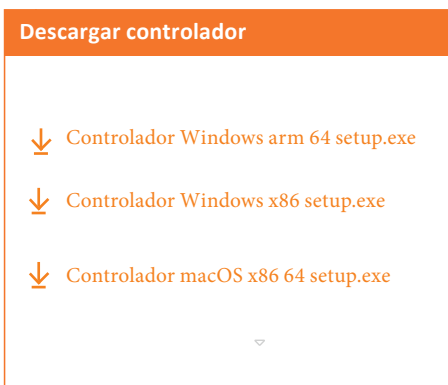 Descargar controlador
Controlador Windows arm 64 setup.exe
Controlador Windows x86 setup.exe
Controlador macOS x86 64 setup.exe